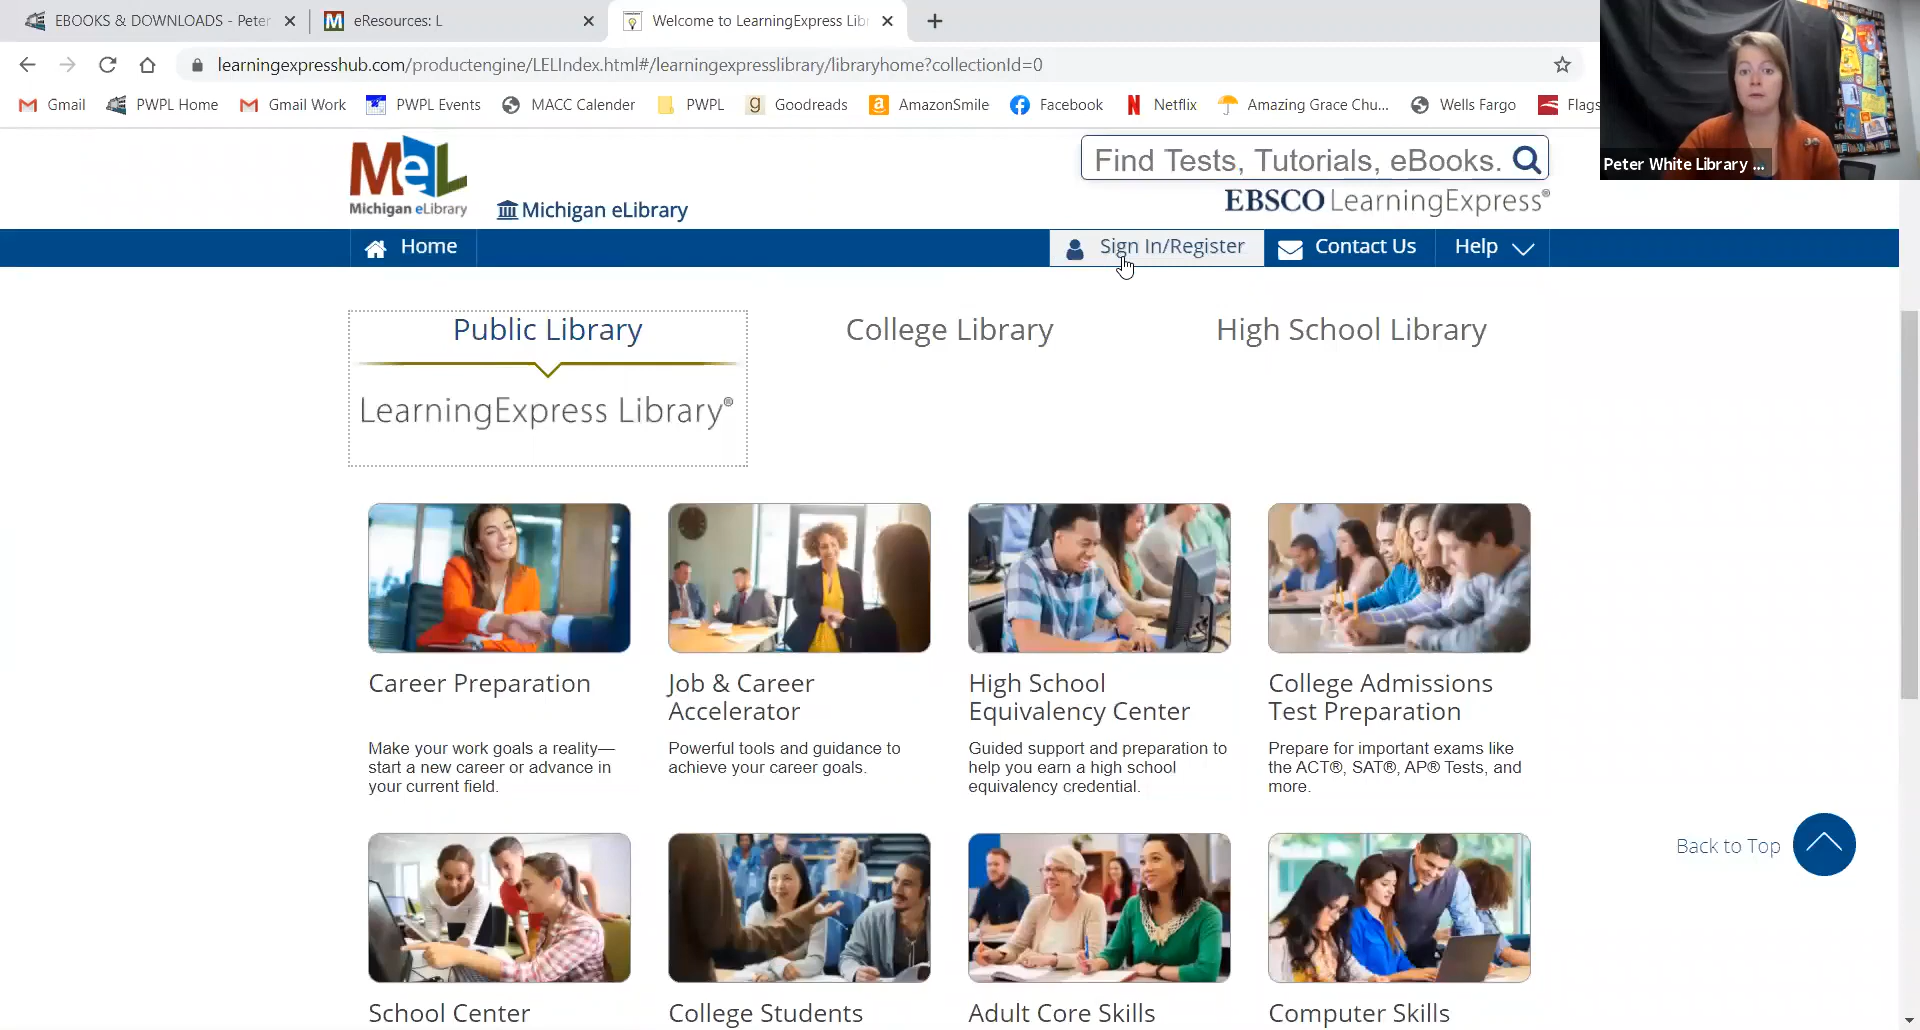 EBOOKS & DOWNLOADS - Peter
eResources: L
Welcome to LearningExpress Lib
learningexpresshub.com/productengine/LELIndex.html#/learningexpresslibrary/libraryhome?collectionId=0
Gmail
PWPL Home
Gmail Work
PWPL Events
MACC Calender
PWPL
Goodreads
AmazonSmile
Facebook
Netflix
Amazing Grace Chu...
Wells Fargo
Flags
Peter White Library ...
MeL
Michigan eLibrary
Michigan eLibrary
Find Tests, Tutorials, eBooks.
EBSCO LearningExpress®
Home
Sign In/Register
Contact Us
Help
Public Library
College Library
High School Library
LearningExpress Library®
Career Preparation
Make your work goals a reality—
start a new career or advance in
your current field.
Job & Career
Accelerator
Powerful tools and guidance to
achieve your career goals.
High School
Equivalency Center
Guided support and preparation to
help you earn a high school
equivalency credential.
College Admissions
Test Preparation
Prepare for important exams like
the ACT®, SAT®, AP® Tests, and
more.
Back to Top
School Center
College Students
Adult Core Skills
Computer Skills